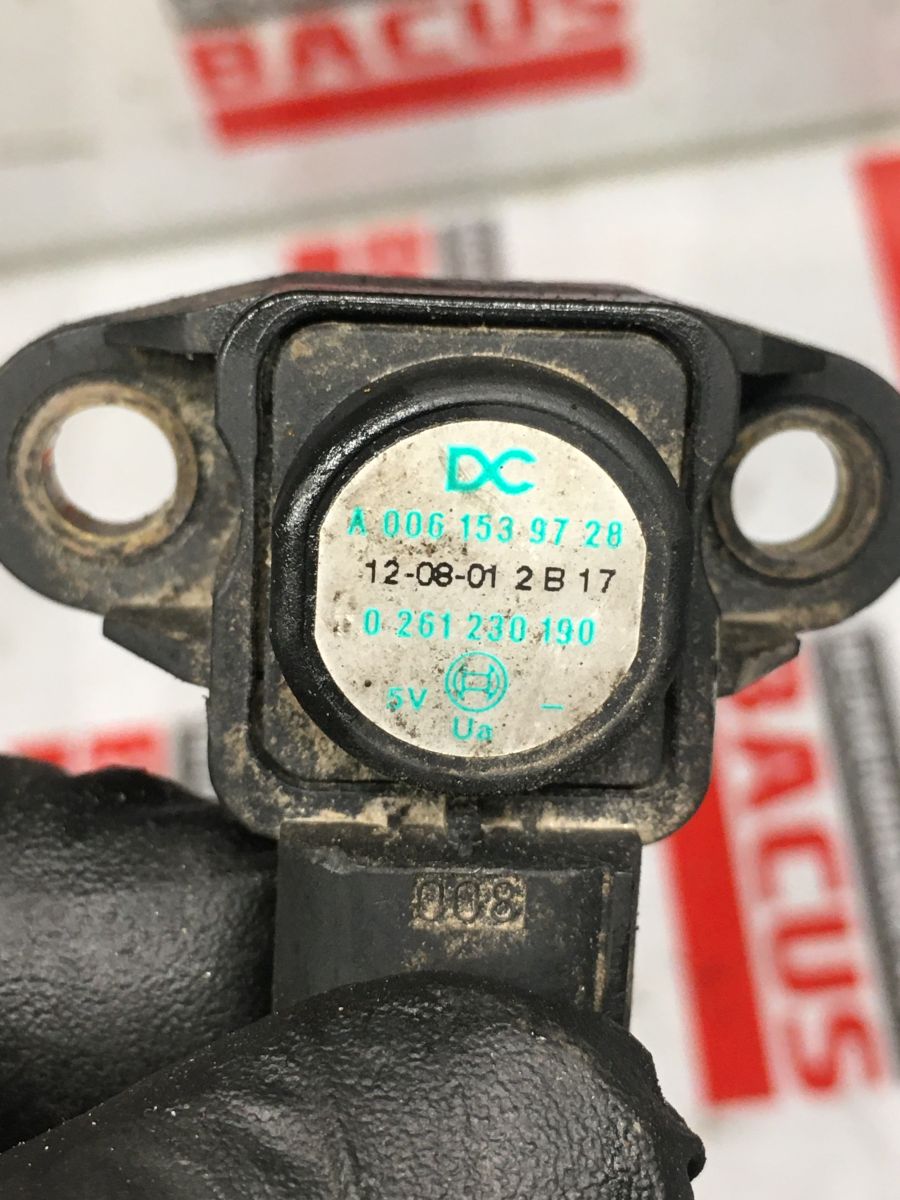 BACUS
DC
A 006 153 97 28
12-08-01 2 B 17
0 261 230 190
5V
Ua
–
008
BACUS